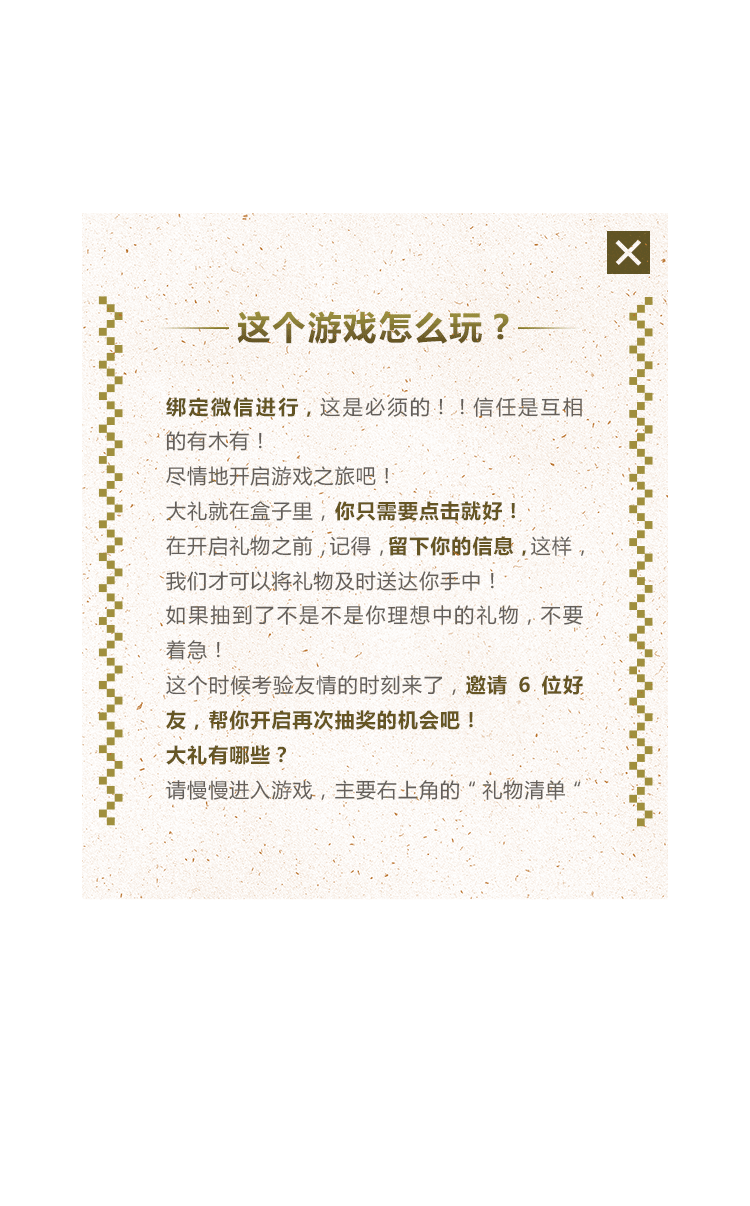 这个游戏怎么玩？
绑定微信进行，这是必须的！！信任是互相
的有木有！
尽情地开启游戏之旅吧！
大礼就在盒子里，你只需要点击就好！
在开启礼物之前，记得，留下你的信息，这样，
我们才可以将礼物及时送达你手中！
如果抽到了不是不是你理想中的礼物，不要
着急！
这个时候考验友情的时刻来了，邀请 6 位好
友，帮你开启再次抽奖的机会吧！
大礼有哪些？
请慢慢进入游戏，主要右上角的“礼物清单“